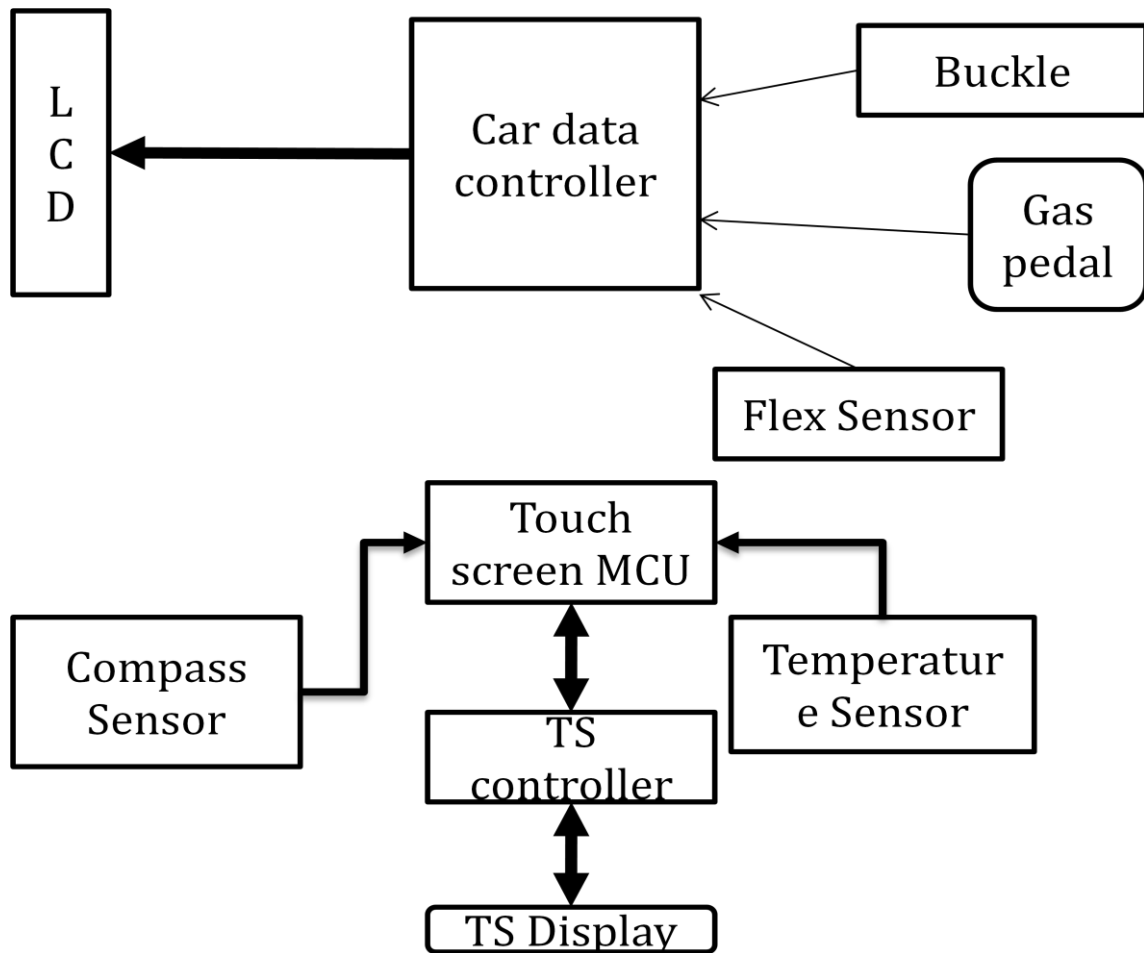 L
C
D
Car data
controller
Buckle
Gas
pedal
Flex Sensor
Touch
screen MCU
Compass
Sensor
Temperatur
e Sensor
TS
controller
TS Display